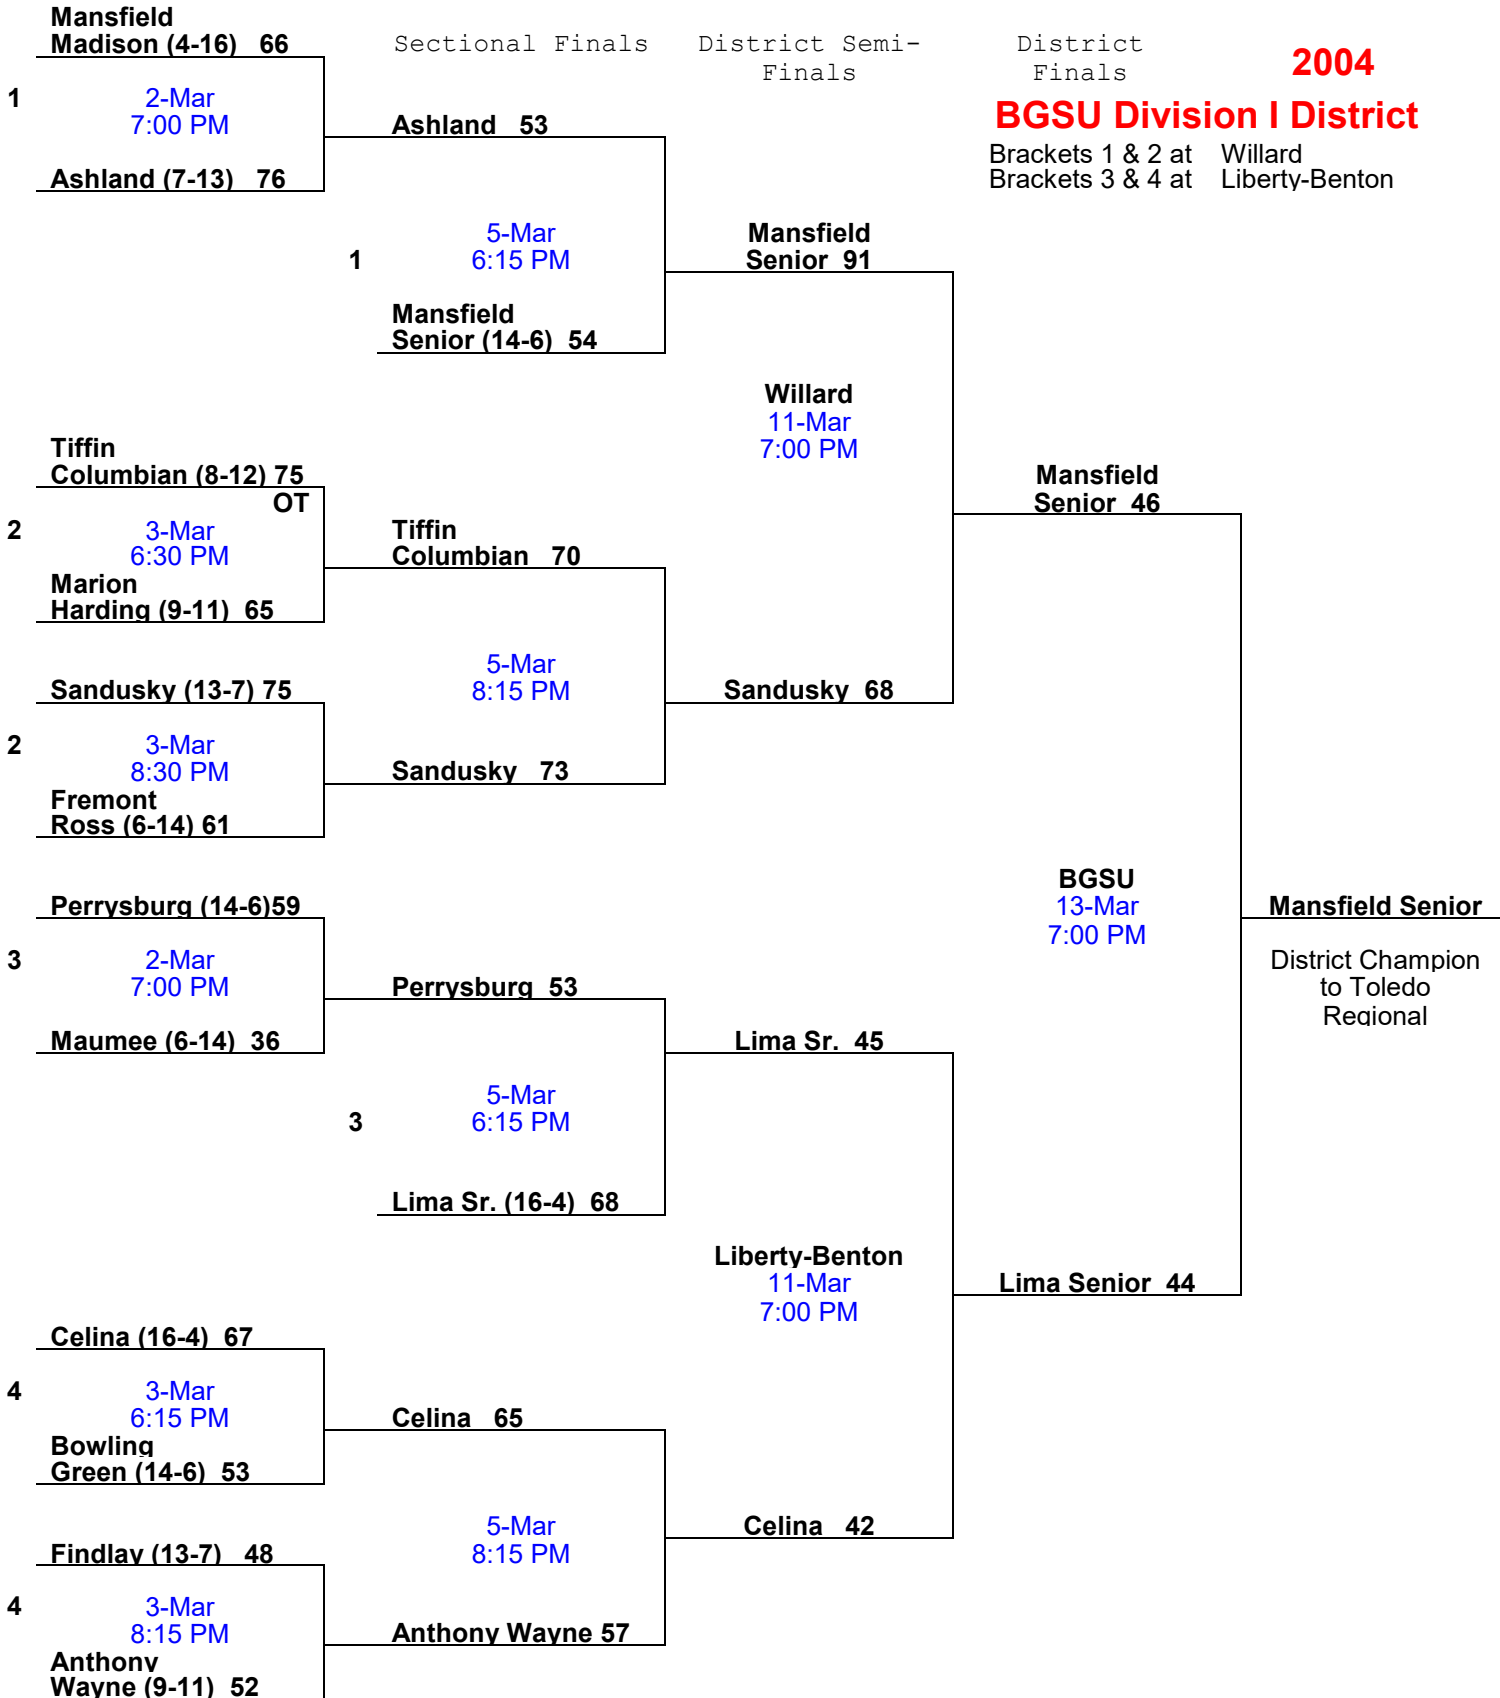 Mansfield
Madison (4-16) 66
Sectional Finals
District Semi-
Finals
District
Finals
2004
BGSU Division I District
Brackets 1 & 2 at Willard
Brackets 3 & 4 at Liberty-Benton
1
2-Mar
7:00 PM
Ashland (7-13) 76
Ashland 53
1
5-Mar
6:15 PM
Mansfield
Senior (14-6) 54
Mansfield
Senior 91
Willard
11-Mar
7:00 PM
Tiffin
Columbian (8-12) 75
OT
2
3-Mar
6:30 PM
Marion
Harding (9-11) 65
Tiffin
Columbian 70
Mansfield
Senior 46
Sandusky (13-7) 75
5-Mar
8:15 PM
Sandusky 68
2
3-Mar
8:30 PM
Fremont
Ross (6-14) 61
Sandusky 73
BGSU
13-Mar
7:00 PM
Mansfield Senior
District Champion
to Toledo
Regional
Perrysburg (14-6)59
3
2-Mar
7:00 PM
Maumee (6-14) 36
Perrysburg 53
Lima Sr. 45
3
5-Mar
6:15 PM
Lima Sr. (16-4) 68
Liberty-Benton
11-Mar
7:00 PM
Lima Senior 44
Celina (16-4) 67
4
3-Mar
6:15 PM
Bowling
Green (14-6) 53
Celina 65
5-Mar
8:15 PM
Celina 42
Findlay (13-7) 48
4
3-Mar
8:15 PM
Anthony
Wayne (9-11) 52
Anthony Wayne 57